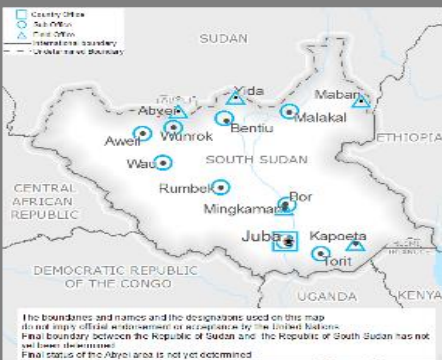 Country Office
Sub Office
Field Office
International boundary
Undetermined Boundary
SUDAN
Yida
Maban
Abyei
Malakal
Bentiu
Wunrok
Aweil
ETHIOPIA
Wau
SOUTH SUDAN
CENTRAL
AFRICAN
REPUBLIC
Rumbek
Bor
Mingkaman
Juba
Kapoeta
Torit
DEMOCRATIC REPUBLIC
OF THE CONGO
UGANDA
KENYA
The boundaries and names and the designations used on this map
do not imply official endorsement or acceptance by the United Nations
Final boundary between the Republic of Sudan and the Republic of South Sudan has not
yet been determined
Final status of the Abyei area is not yet determined